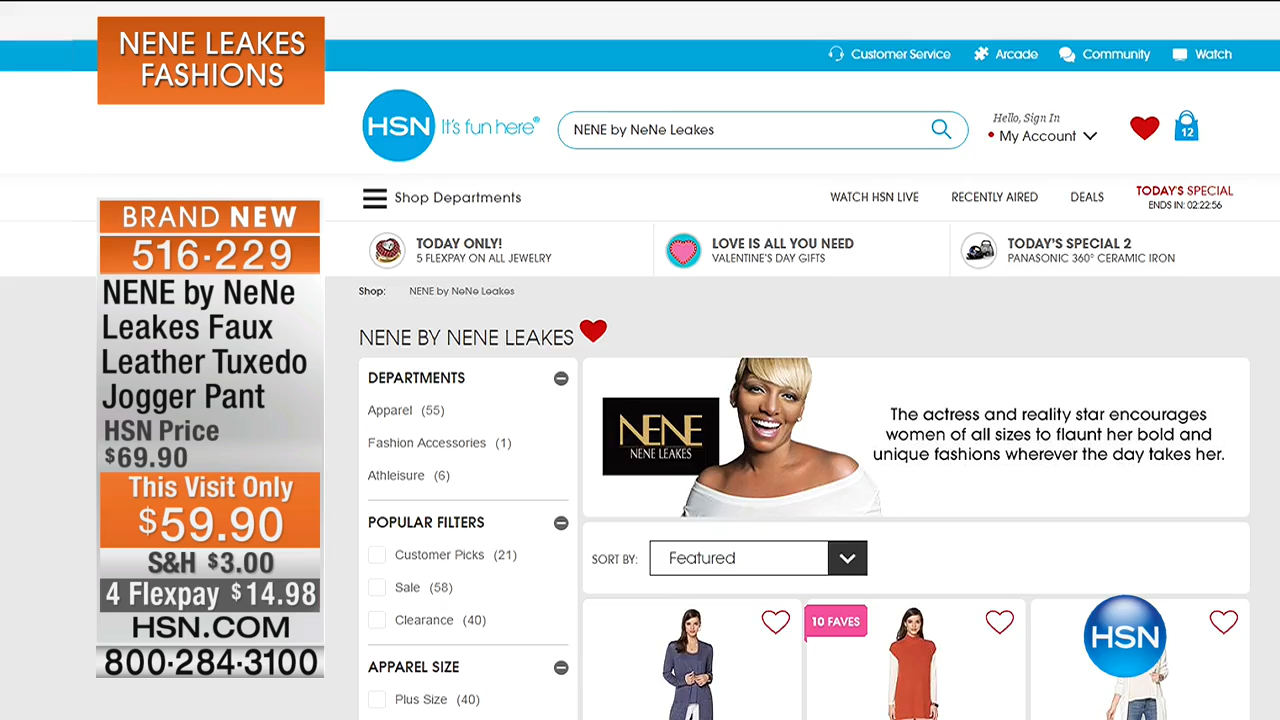 NENE LEAKES
FASHIONS
BRAND NEW
516·229
NENE by NeNe
Leakes Faux
Leather Tuxedo
Jogger Pant
HSN Price
$69.90
This Visit Only
$59.90
S&H $3.00
4 Flexpay $14.98
HSN.COM
800·284·3100
Customer Service Arcade Community Watch
HSN It's fun here®
NENE by NeNe Leakes
Hello, Sign In
My Account
12
Shop Departments
WATCH HSN LIVE RECENTLY AIRED DEALS
TODAY'S SPECIAL
ENDS IN: 02:22:56
TODAY ONLY!
5 FLEXPAY ON ALL JEWELRY
LOVE IS ALL YOU NEED
VALENTINE'S DAY GIFTS
TODAY'S SPECIAL 2
PANASONIC 360° CERAMIC IRON
Shop: NENE by NeNe Leakes
NENE BY NENE LEAKES
DEPARTMENTS
Apparel (55)
Fashion Accessories (1)
Athleisure (6)
POPULAR FILTERS
Customer Picks (21)
Sale (58)
Clearance (40)
APPAREL SIZE
Plus Size (40)
NENE
NENE LEAKES
The actress and reality star encourages
women of all sizes to flaunt her bold and
unique fashions wherever the day takes her.
SORT BY: Featured
10 FAVES
HSN